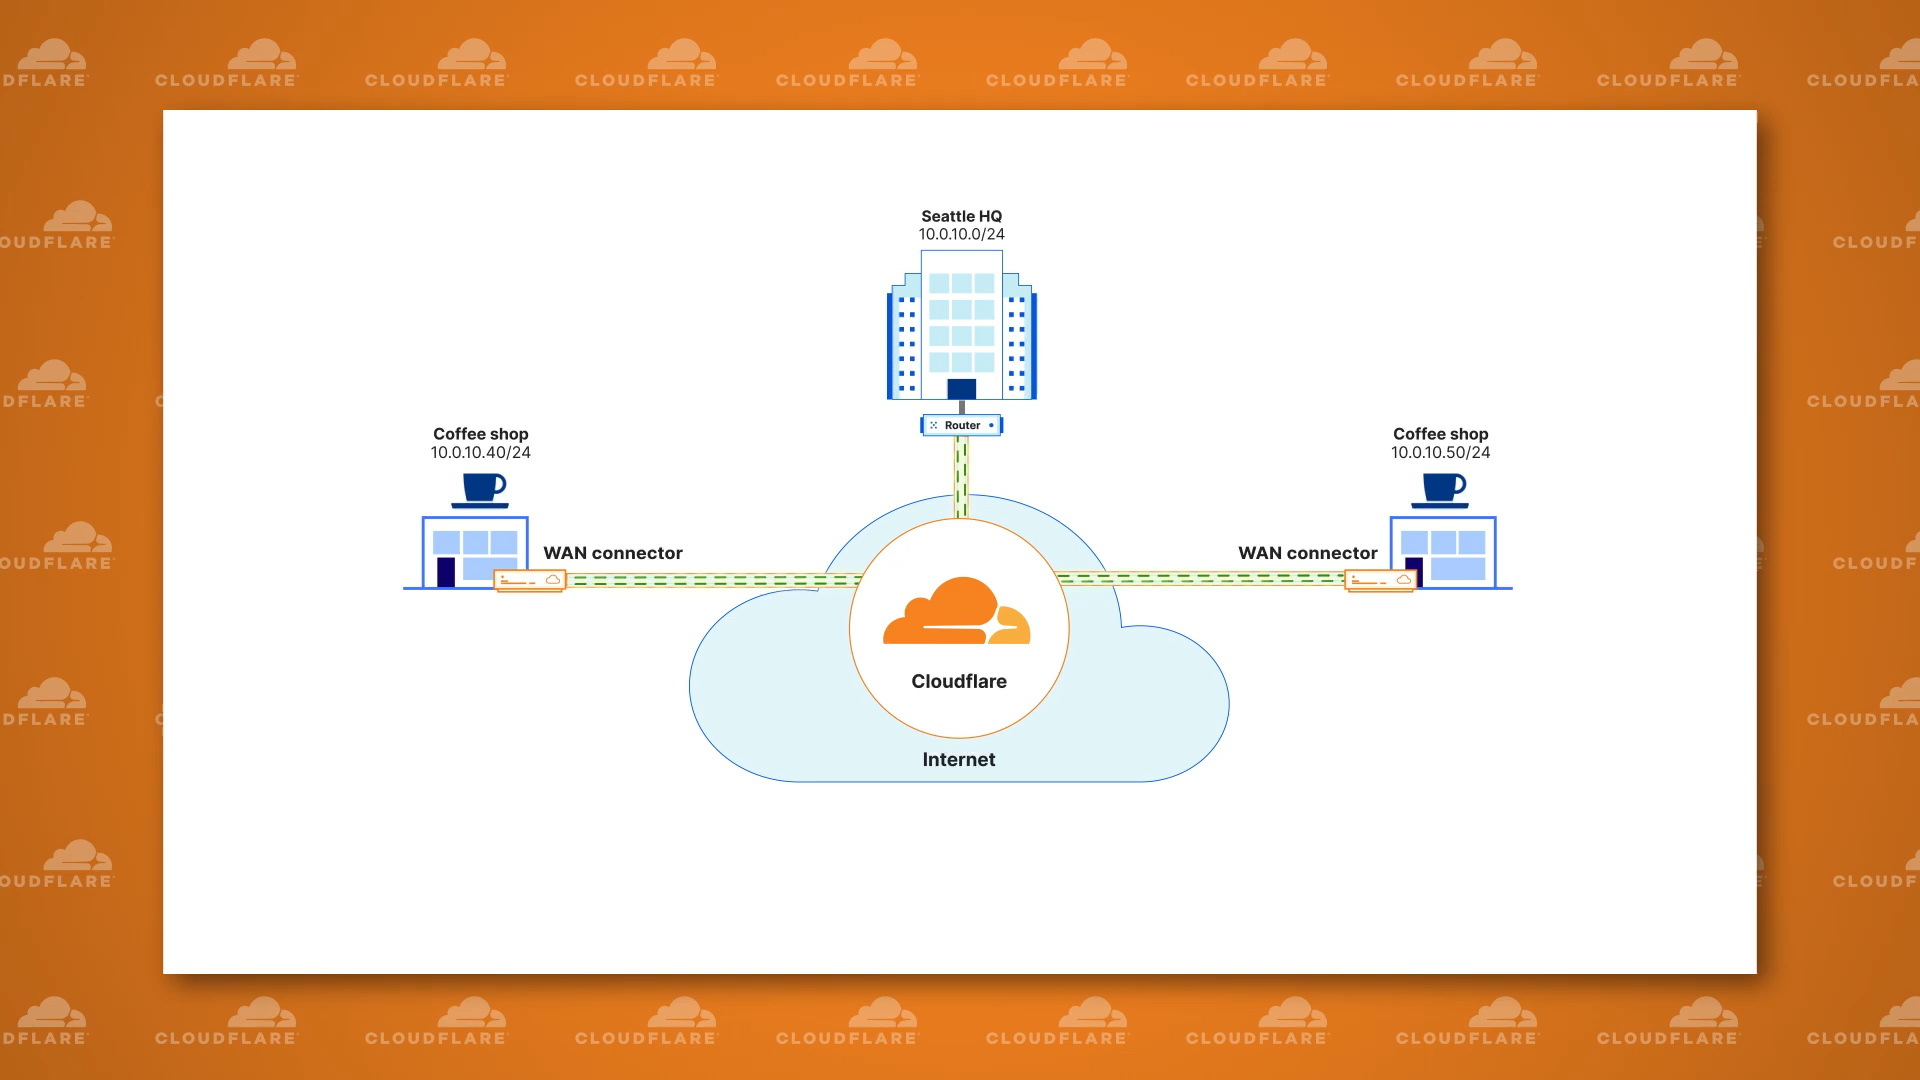 CLOUDFLARE
Seattle HQ
10.0.10.0/24
Router
Coffee shop
10.0.10.40/24
Coffee shop
10.0.10.50/24
WAN connector
WAN connector
Cloudflare
Internet